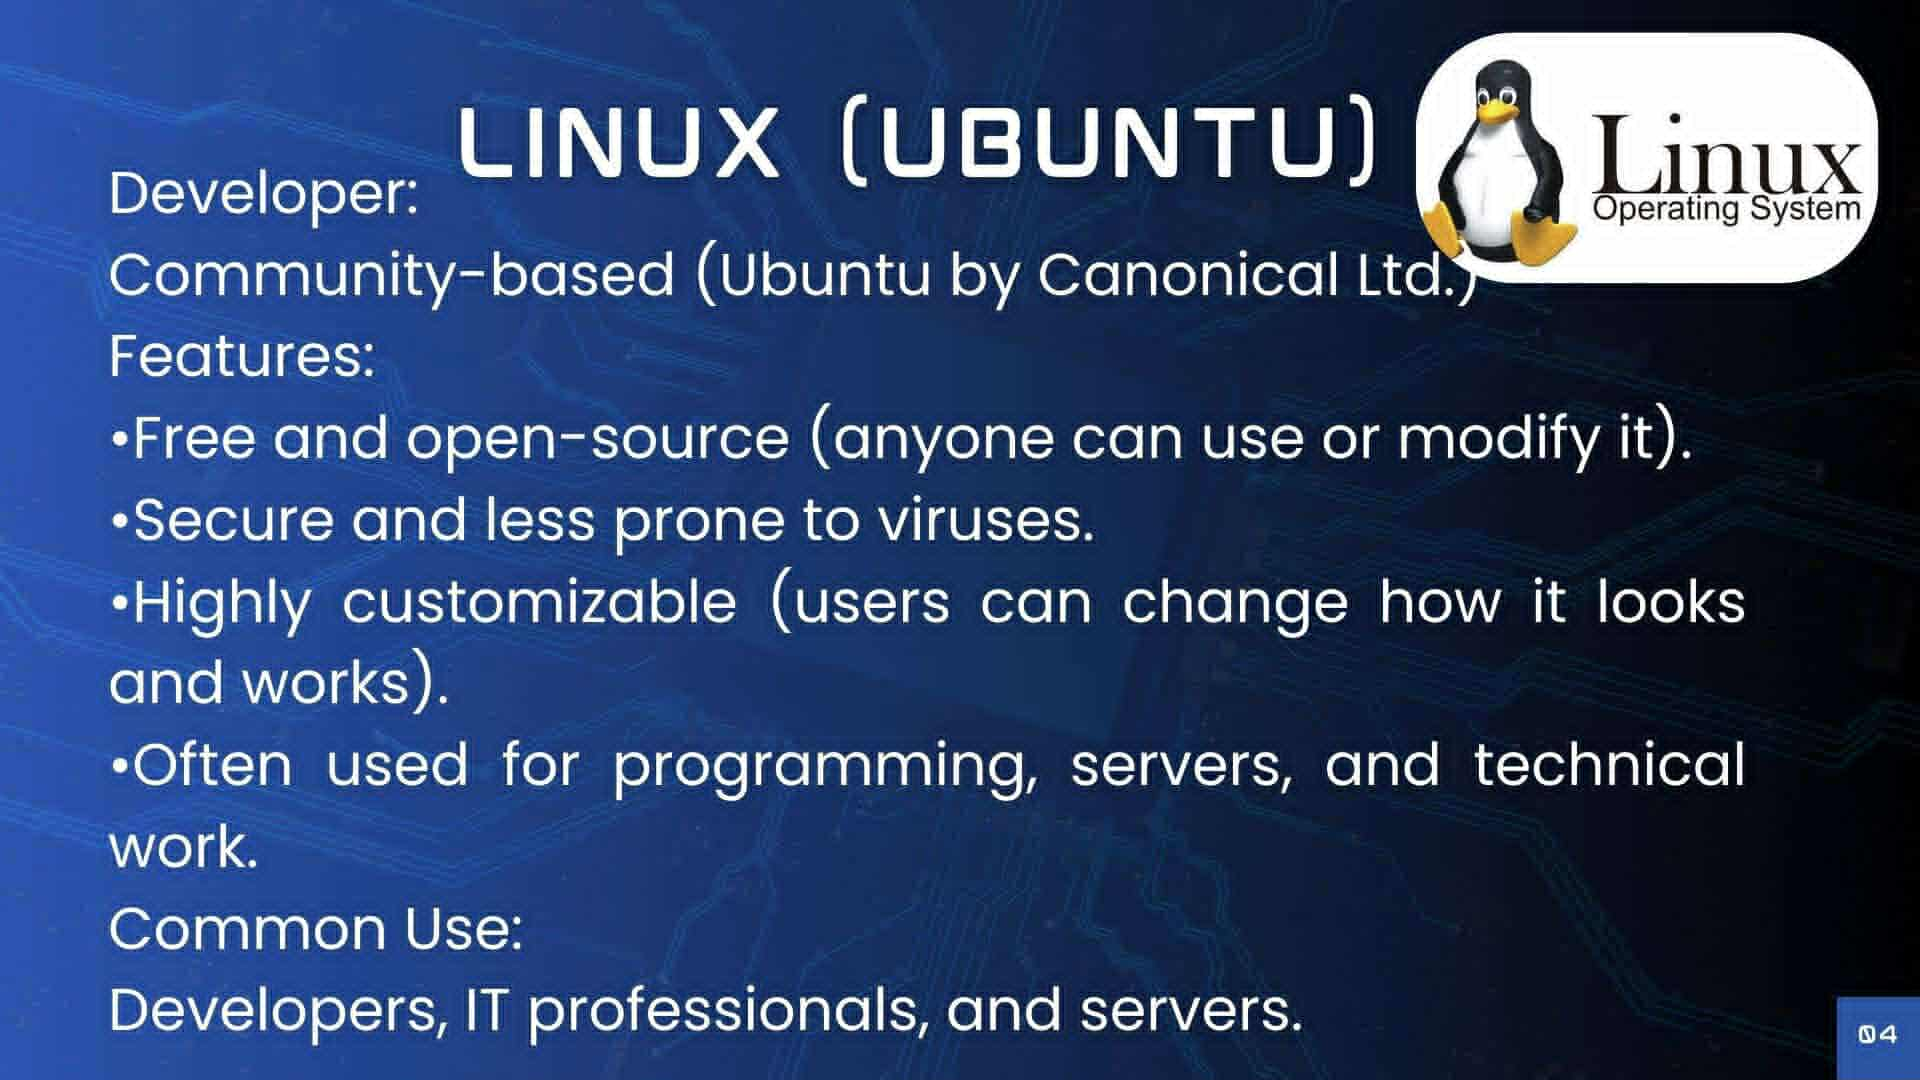 LINUX (UBUNTU)
Linux
Operating System
Developer:
Community-based (Ubuntu by Canonical Ltd.)
Features:
•Free and open-source (anyone can use or modify it).
•Secure and less prone to viruses.
•Highly customizable (users can change how it looks
and works).
•Often used for programming, servers, and technical
work.
Common Use:
Developers, IT professionals, and servers.
04